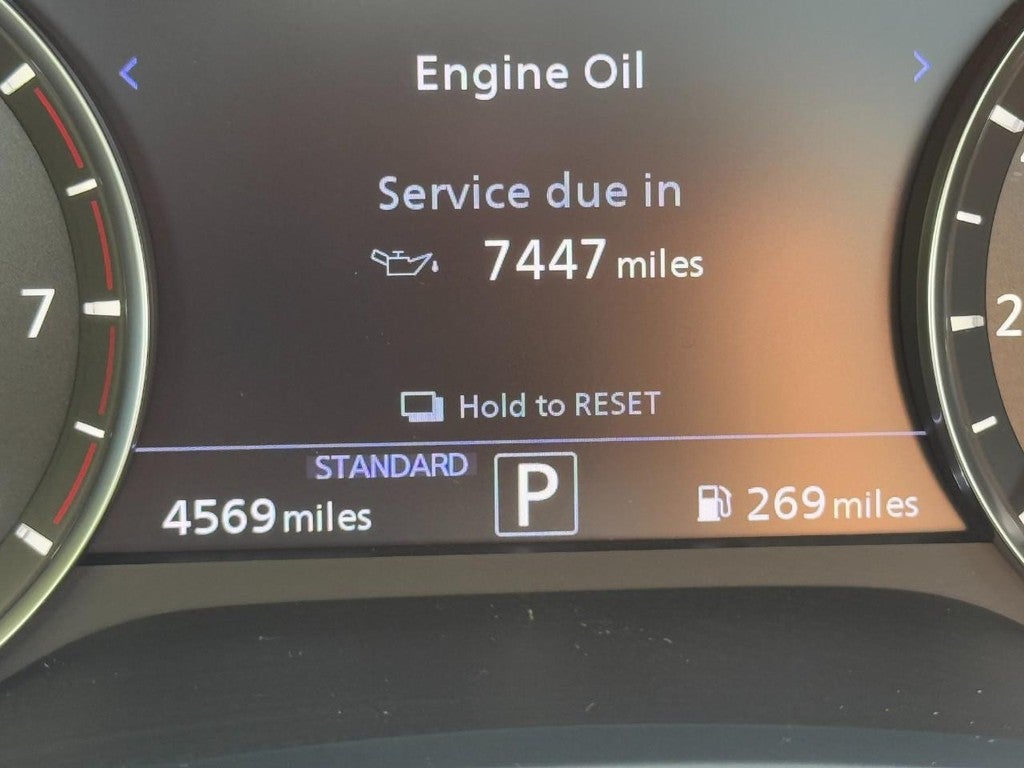 Engine Oil
Service due in
7447 miles
Hold to RESET
STANDARD
4569 miles
P
269 miles
7
2